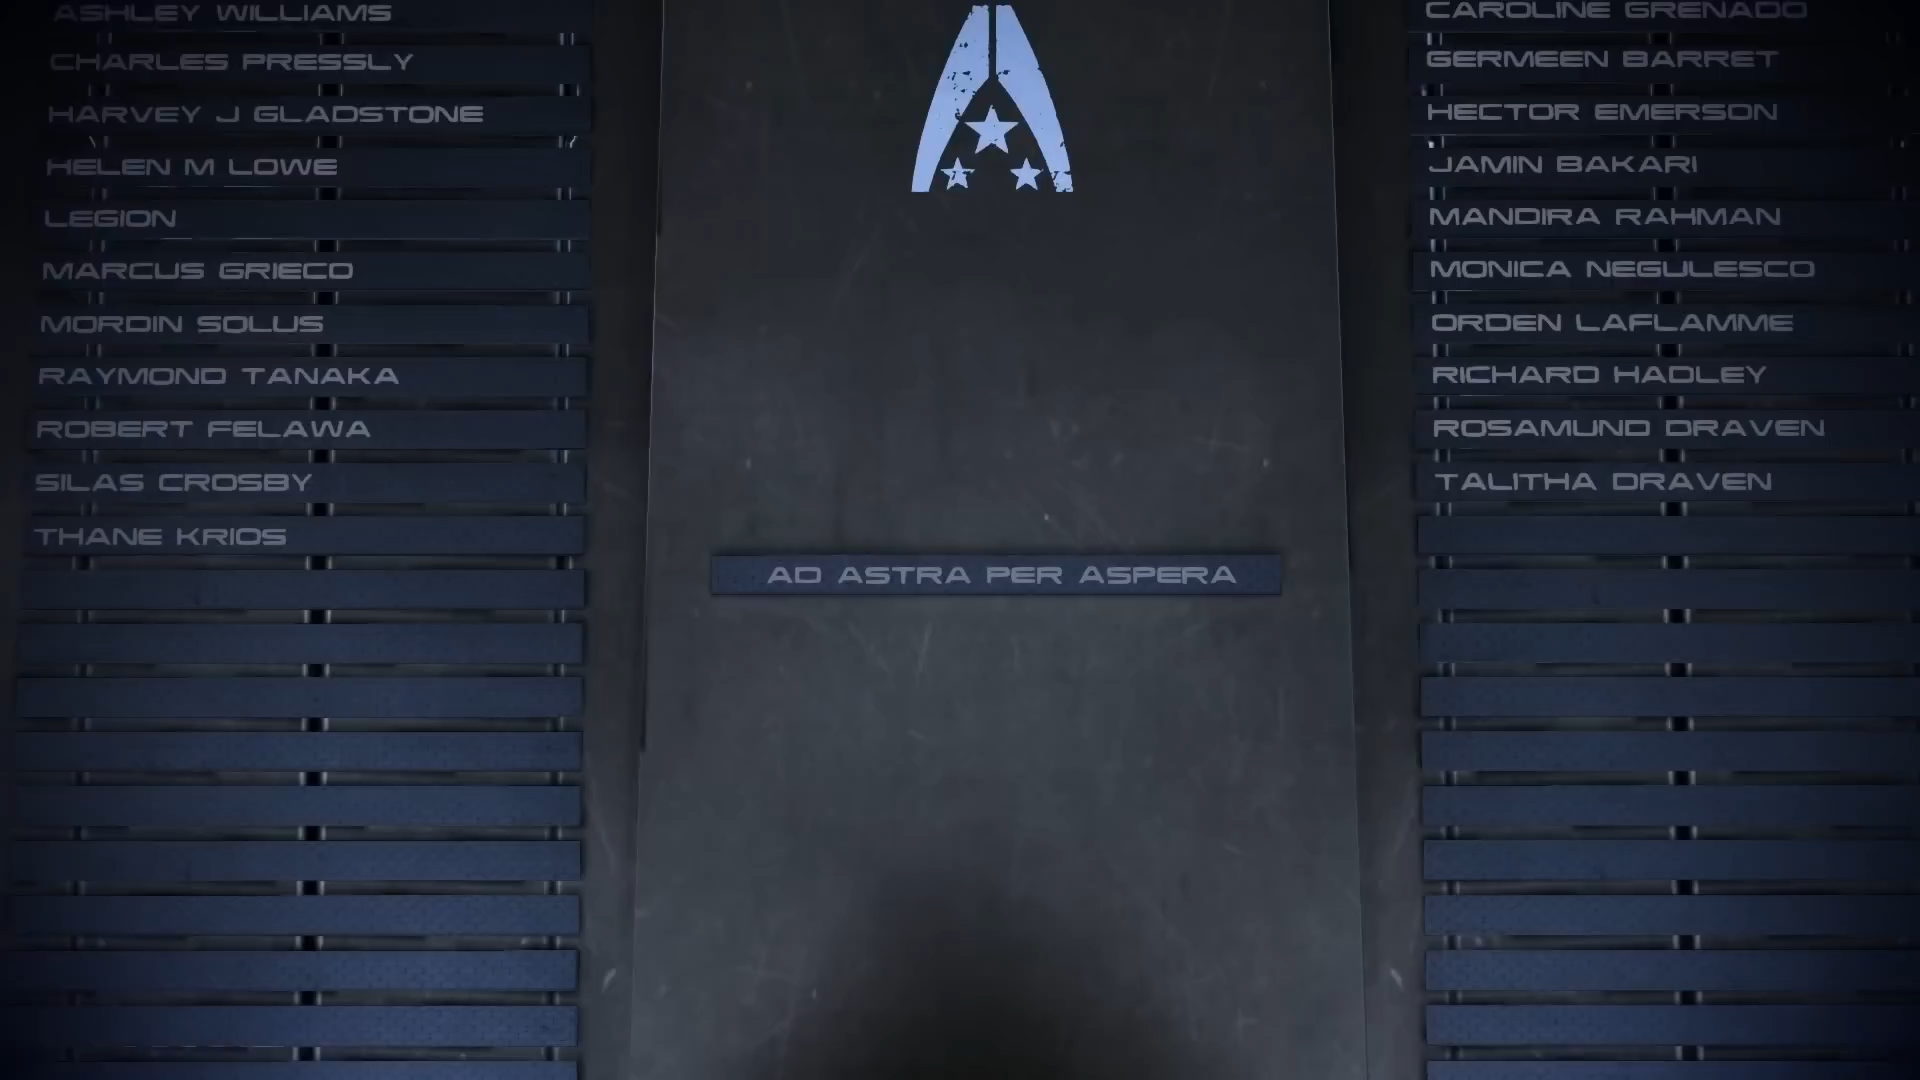 ASHLEY WILLIAMS
CHARLES PRESSLY
HARVEY J GLADSTONE
HELEN M LOWE
LEGION
MARCUS GRIECO
MORDIN SOLUS
RAYMOND TANAKA
ROBERT FELAWA
SILAS CROSBY
THANE KRIOS
AD ASTRA PER ASPERA
CAROLINE GRENADO
GERMEEN BARRET
HECTOR EMERSON
JAMIN BAKARI
MANDIRA RAHMAN
MONICA NEGULESCO
ORDEN LAFLAMME
RICHARD HADLEY
ROSAMUND DRAVEN
TALITHA DRAVEN